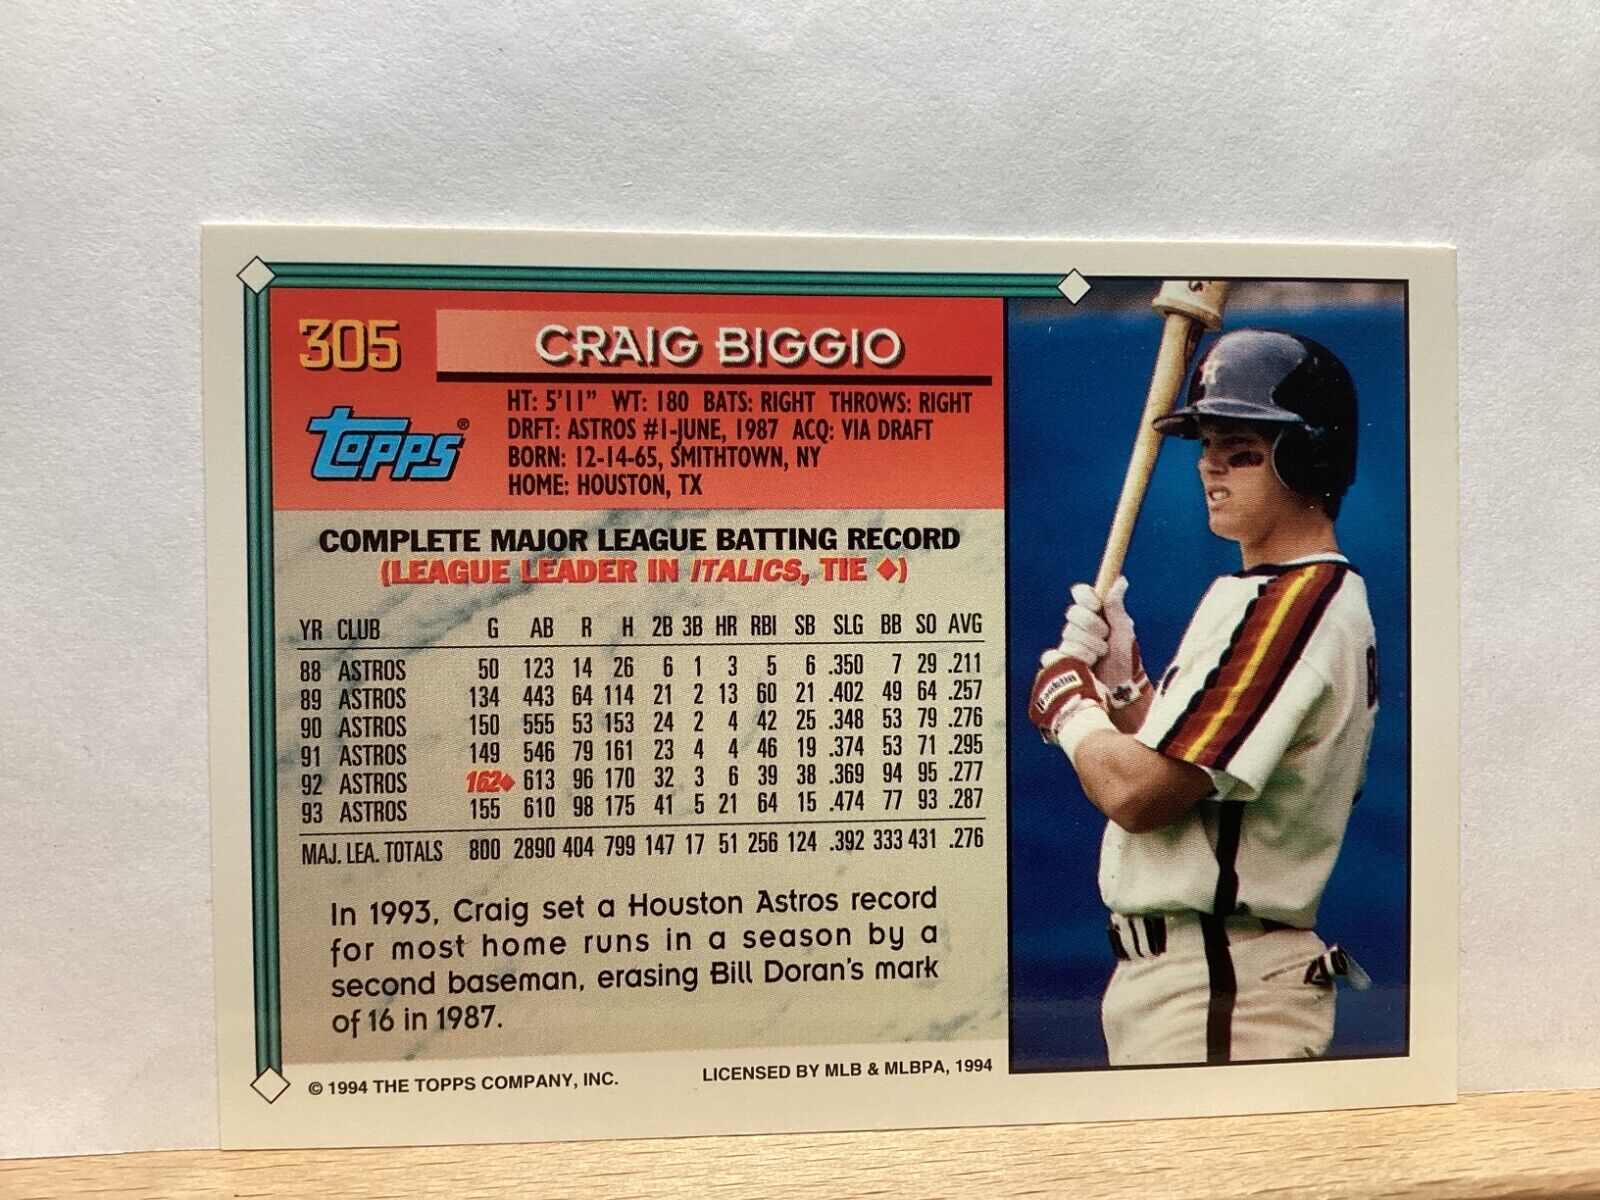 305
CRAIG BIGGIO
Topps®
HT: 5'11" WT: 180 BATS: RIGHT THROWS: RIGHT
DRFT: ASTROS #1-JUNE, 1987 ACQ: VIA DRAFT
BORN: 12-14-65, SMITHTOWN, NY
HOME: HOUSTON, TX
COMPLETE MAJOR LEAGUE BATTING RECORD
(LEAGUE LEADER IN ITALICS, TIE ♦)
YR CLUB G AB R H 2B 3B HR RBI SB SLG BB SO AVG
88 ASTROS 50 123 14 26 6 1 3 5 6 .350 7 29 .211
89 ASTROS 134 443 64 114 21 2 13 60 21 .402 49 64 .257
90 ASTROS 150 555 53 153 24 2 4 42 25 .348 53 79 .276
91 ASTROS 149 546 79 161 23 4 4 46 19 .374 53 71 .295
92 ASTROS 162♦ 613 96 170 32 3 6 39 38 .369 94 95 .277
93 ASTROS 155 610 98 175 41 5 21 64 15 .474 77 93 .287
MAJ. LEA. TOTALS 800 2890 404 799 147 17 51 256 124 .392 333 431 .276
In 1993, Craig set a Houston Astros record
for most home runs in a season by a
second baseman, erasing Bill Doran's mark
of 16 in 1987.
© 1994 THE TOPPS COMPANY, INC.
LICENSED BY MLB & MLBPA, 1994
H
Franklin